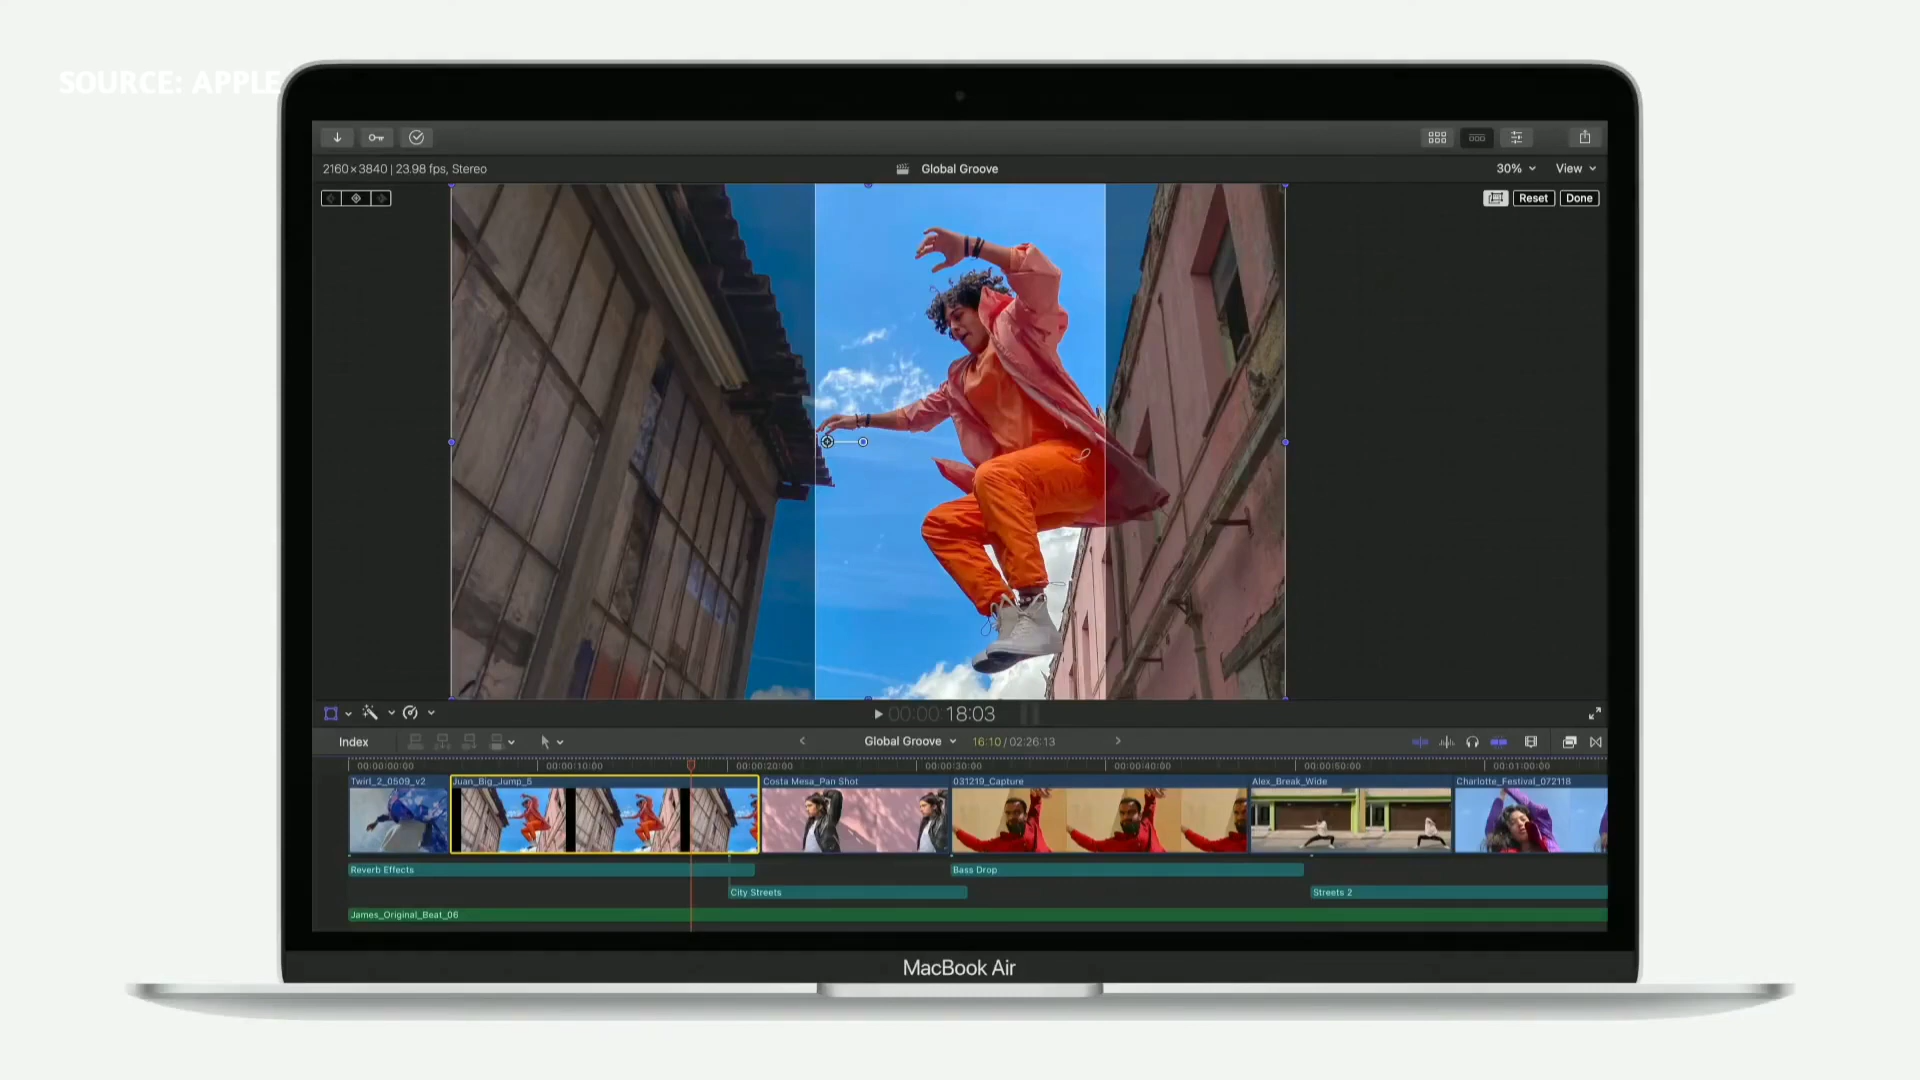 SOURCE: APPLE
2160×3840 | 23.98 fps, Stereo
Global Groove
30%
View
Reset
Done
00:00:18:03
Index
Global Groove
16:10 / 02:26:13
00:00:00:00
00:00:10:00
00:00:20:00
00:00:30:00
00:00:40:00
00:00:50:00
00:01:00:00
Twirl_2_0509_v2
Juan_Big_Jump_5
Costa Mesa_Pan Shot
031219_Capture
Alex_Break_Wide
Charlotte_Festival_072118
Reverb Effects
Bass Drop
City Streets
Streets 2
James_Original_Beat_06
MacBook Air